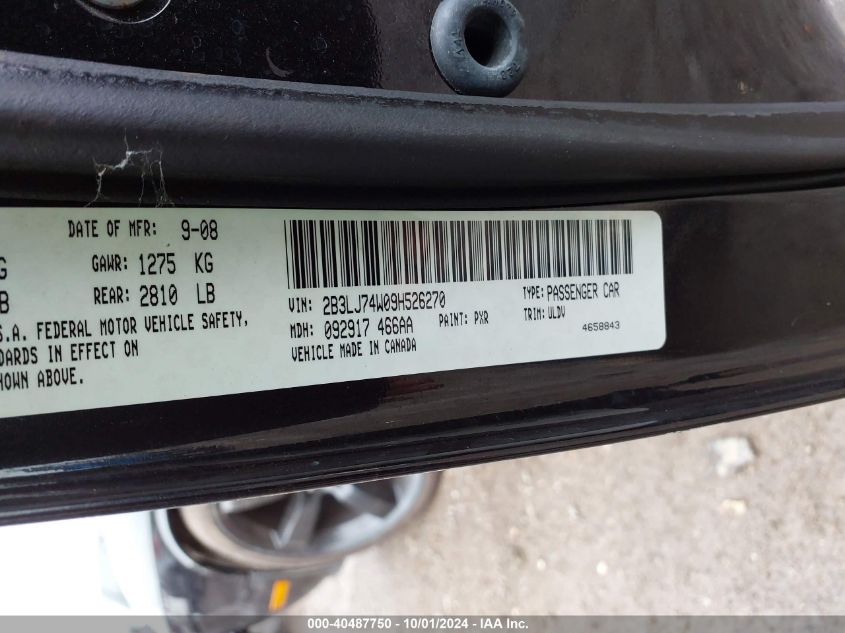 DATE OF MFR: 9-08
G GAWR: 1275 KG
B REAR: 2810 LB
S.A. FEDERAL MOTOR VEHICLE SAFETY,
DARDS IN EFFECT ON
HOWN ABOVE.
VIN: 2B3LJ74W09H526270
TYPE: PASSENGER CAR
MDH: 092917 466AA PAINT: PXR
TRIM: ULDV
VEHICLE MADE IN CANADA
4658843
000-40487750 - 10/01/2024 - IAA Inc.